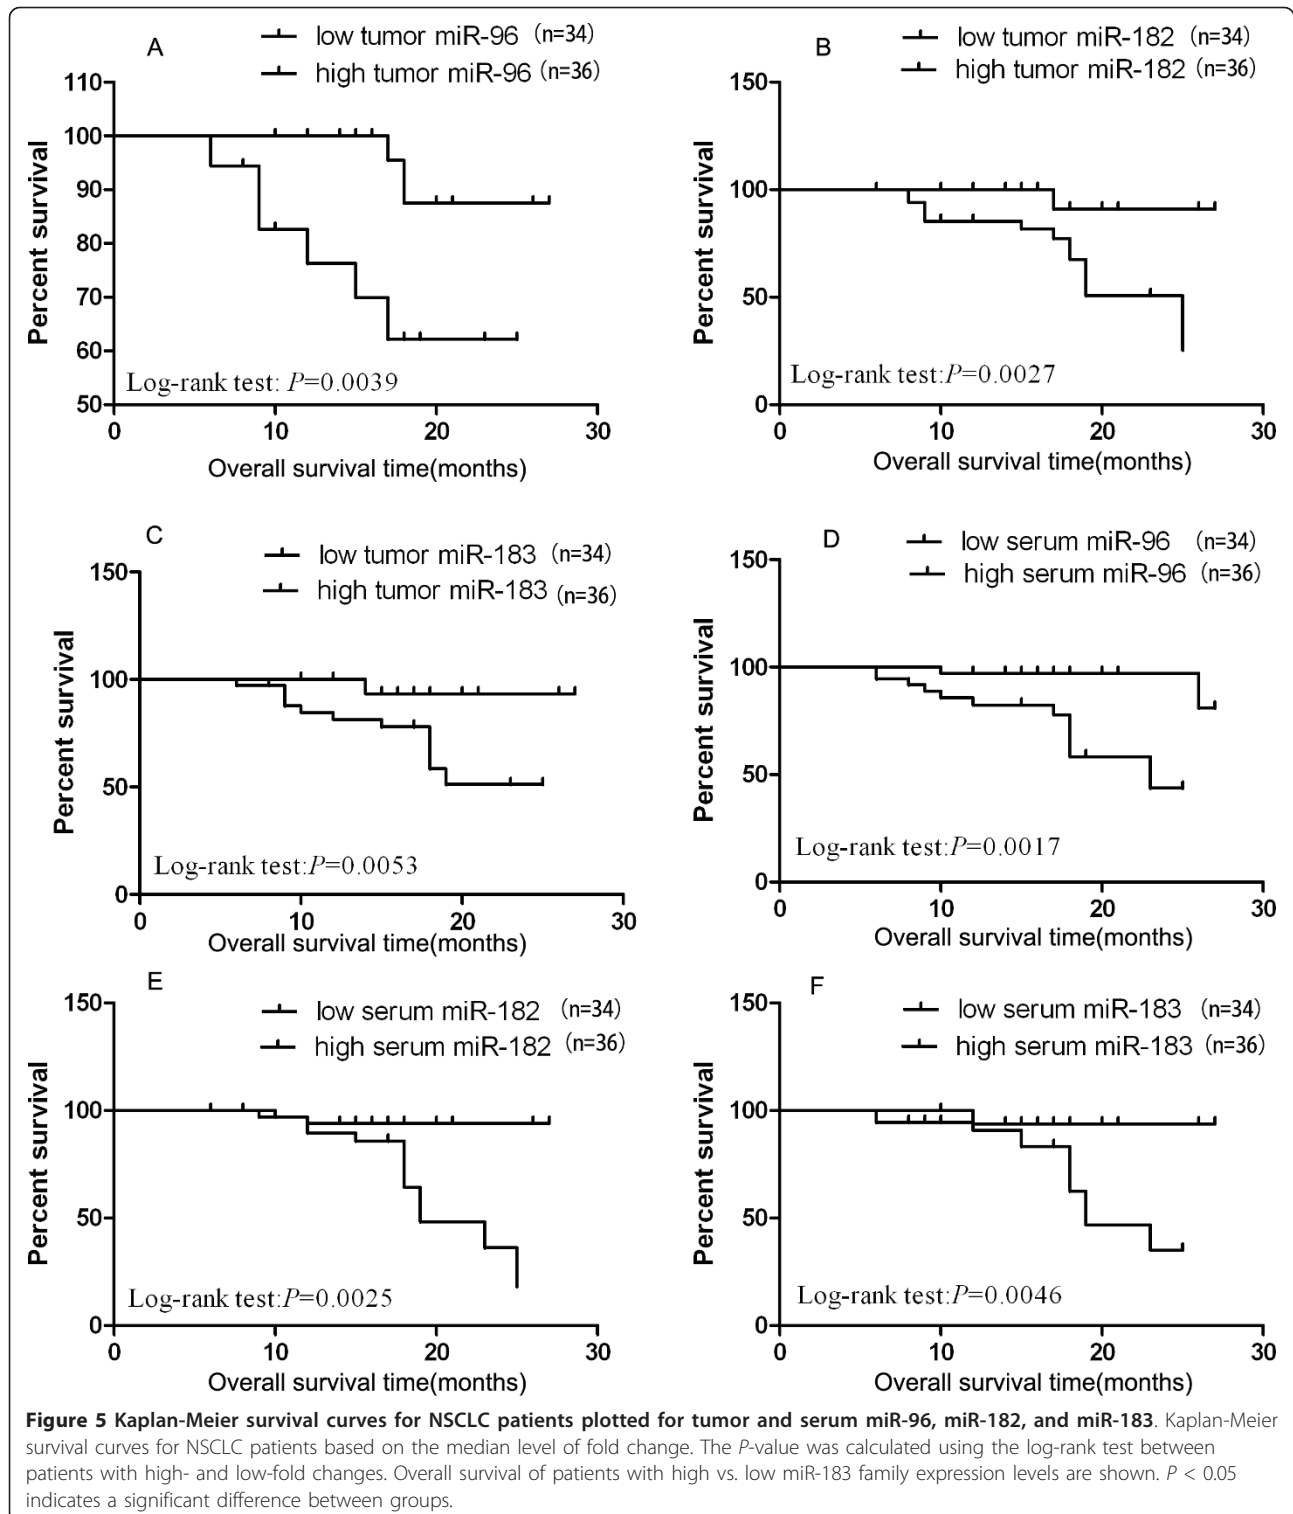 A
low tumor miR-96 (n=34)
high tumor miR-96 (n=36)
110
100
90
80
70
60
50
Percent survival
Log-rank test: P=0.0039
0 10 20 30
Overall survival time(months)
B
low tumor miR-182 (n=34)
high tumor miR-182 (n=36)
150
100
50
0
Percent survival
Log-rank test:P=0.0027
0 10 20 30
Overall survival time(months)
C
low tumor miR-183 (n=34)
high tumor miR-183 (n=36)
150
100
50
0
Percent survival
Log-rank test:P=0.0053
0 10 20 30
Overall survival time(months)
D
low serum miR-96 (n=34)
high serum miR-96 (n=36)
150
100
50
0
Percent survival
Log-rank test:P=0.0017
0 10 20 30
Overall survival time(months)
E
low serum miR-182 (n=34)
high serum miR-182 (n=36)
150
100
50
0
Percent survival
Log-rank test:P=0.0025
0 10 20 30
Overall survival time(months)
F
low serum miR-183 (n=34)
high serum miR-183 (n=36)
150
100
50
0
Percent survival
Log-rank test:P=0.0046
0 10 20 30
Overall survival time(months)
Figure 5 Kaplan-Meier survival curves for NSCLC patients plotted for tumor and serum miR-96, miR-182, and miR-183. Kaplan-Meier
survival curves for NSCLC patients based on the median level of fold change. The P-value was calculated using the log-rank test between
patients with high- and low-fold changes. Overall survival of patients with high vs. low miR-183 family expression levels are shown. P < 0.05
indicates a significant difference between groups.